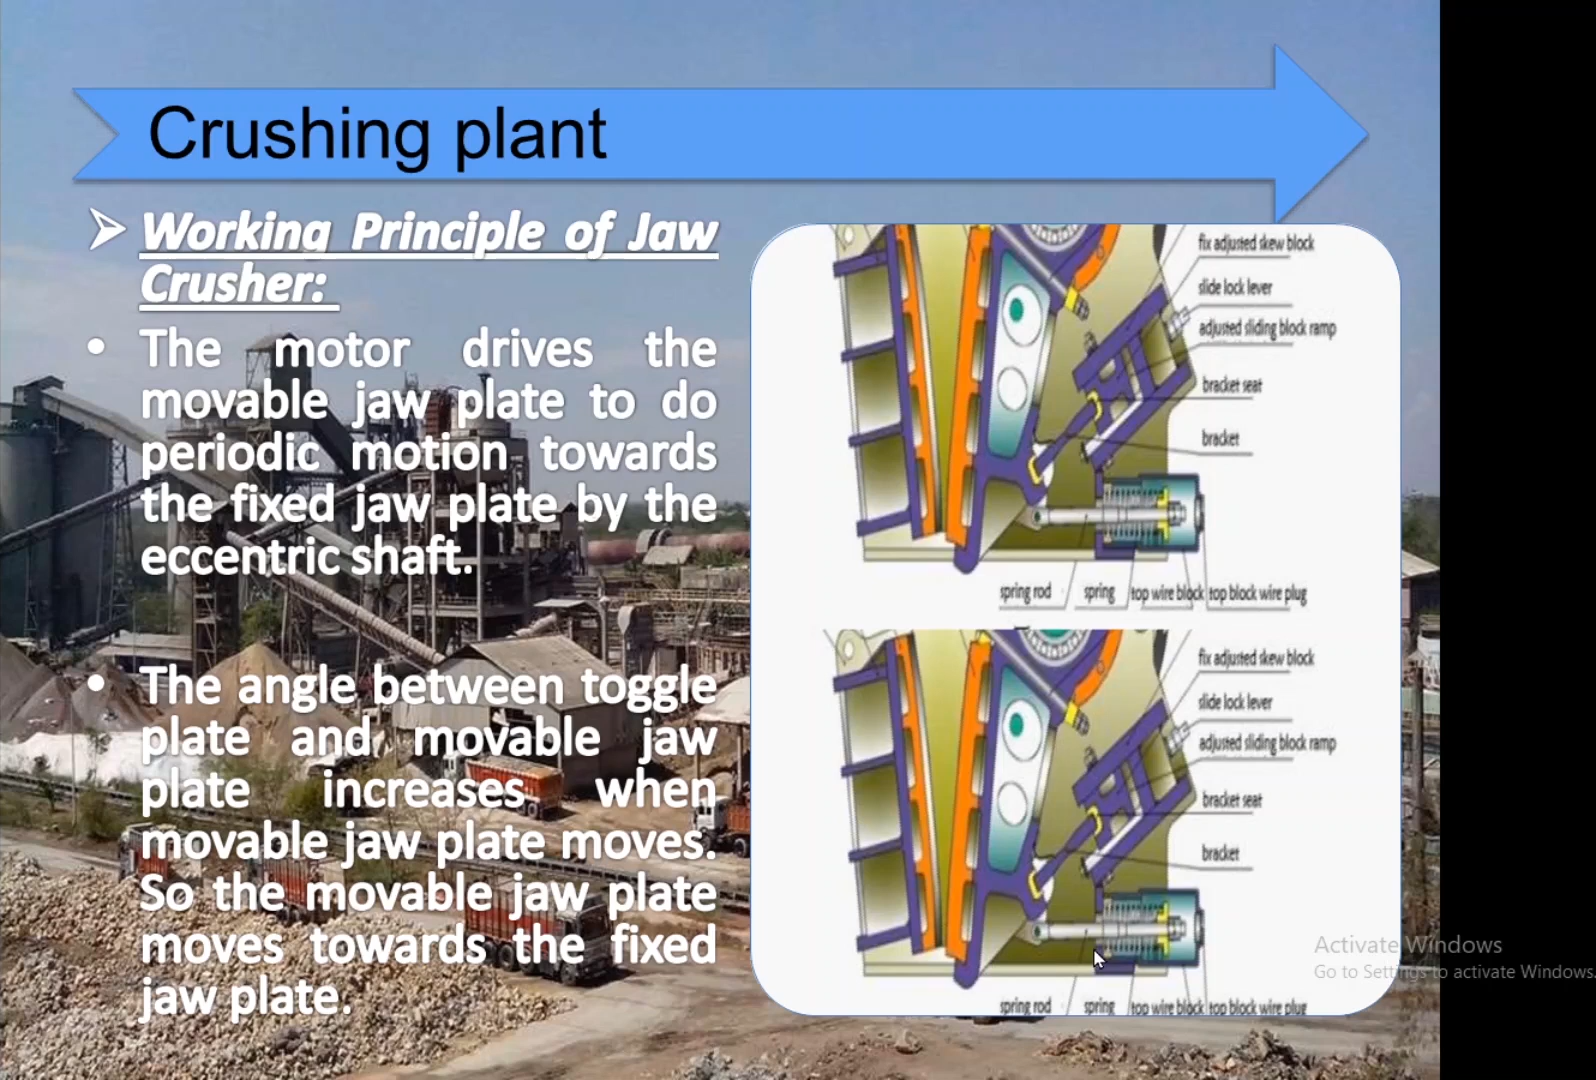 Crushing plant
Working Principle of Jaw
Crusher:
The motor drives the
movable jaw plate to do
periodic motion towards
the fixed jaw plate by the
eccentric shaft.
The angle between toggle
plate and movable jaw
plate increases when
movable jaw plate moves.
So the movable jaw plate
moves towards the fixed
jaw plate.
fix adjusted skew block
slide lock lever
adjusted sliding block ramp
bracket seat
bracket
spring rod spring top wire block top block wire plug
fix adjusted skew block
slide lock lever
adjusted sliding block ramp
bracket seat
bracket
spring rod spring top wire block top block wire plug
Activate Windows
Go to Settings to activate Windows.